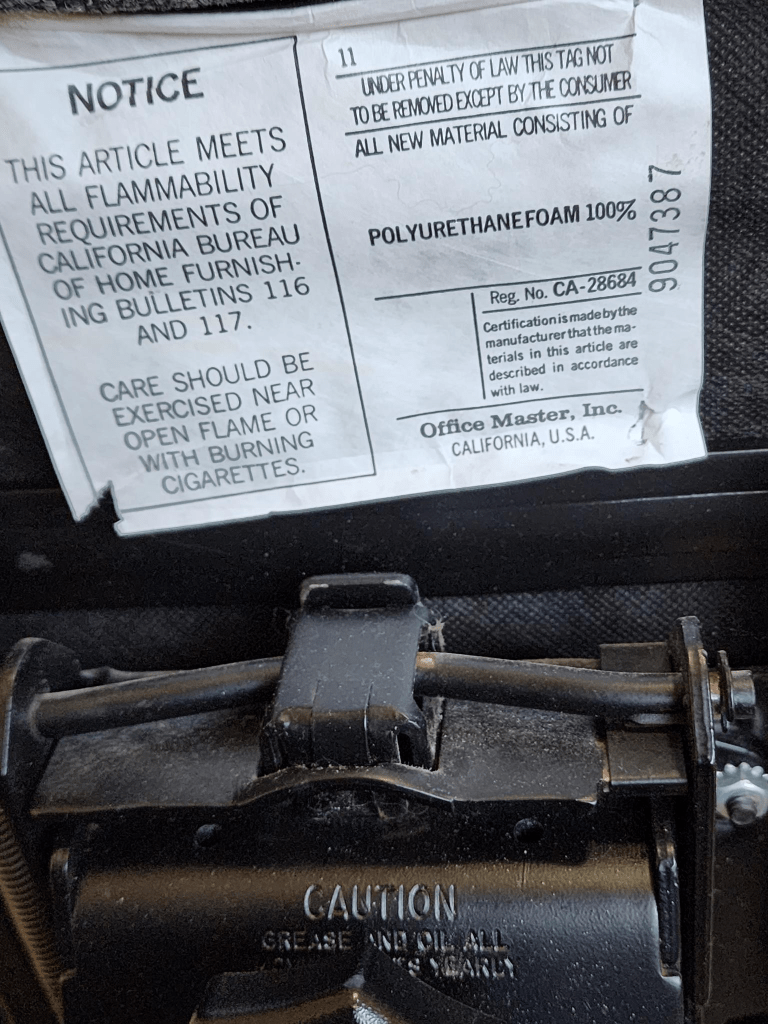 NOTICE
THIS ARTICLE MEETS
ALL FLAMMABILITY
REQUIREMENTS OF
CALIFORNIA BUREAU
OF HOME FURNISH-
ING BULLETINS 116
AND 117.
CARE SHOULD BE
EXERCISED NEAR
OPEN FLAME OR
WITH BURNING
CIGARETTES.
11
UNDER PENALTY OF LAW THIS TAG NOT
TO BE REMOVED EXCEPT BY THE CONSUMER
ALL NEW MATERIAL CONSISTING OF
POLYURETHANE FOAM 100%
Reg. No. CA-28684
Certification is made by the
manufacturer that the ma-
terials in this article are
described in accordance
with law.
Office Master, Inc.
CALIFORNIA, U.S.A.
9047387
CAUTION
GREASE AND OIL ALL
YEARLY